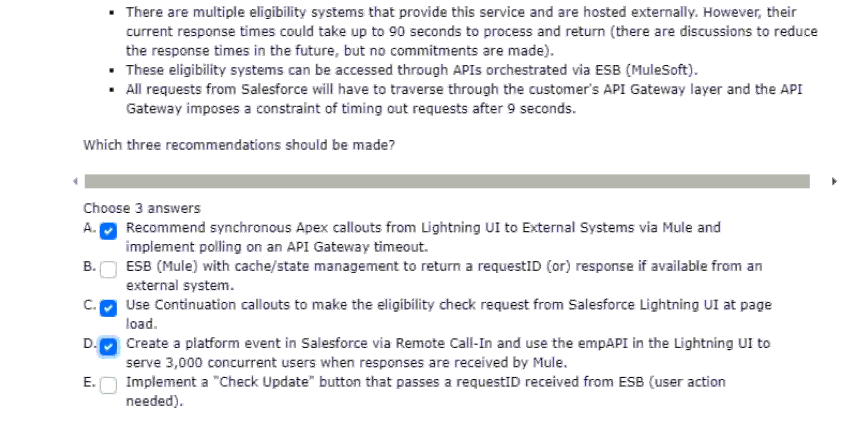 ▪ There are multiple eligibility systems that provide this service and are hosted externally. However, their
current response times could take up to 90 seconds to process and return (there are discussions to reduce
the response times in the future, but no commitments are made).
▪ These eligibility systems can be accessed through APIs orchestrated via ESB (MuleSoft).
▪ All requests from Salesforce will have to traverse through the customer's API Gateway layer and the API
Gateway imposes a constraint of timing out requests after 9 seconds.
Which three recommendations should be made?
Choose 3 answers
A. Recommend synchronous Apex callouts from Lightning UI to External Systems via Mule and
implement polling on an API Gateway timeout.
B. ESB (Mule) with cache/state management to return a requestID (or) response if available from an
external system.
C. Use Continuation callouts to make the eligibility check request from Salesforce Lightning UI at page
load.
D. Create a platform event in Salesforce via Remote Call-In and use the empAPI in the Lightning UI to
serve 3,000 concurrent users when responses are received by Mule.
E. Implement a "Check Update" button that passes a requestID received from ESB (user action
needed).